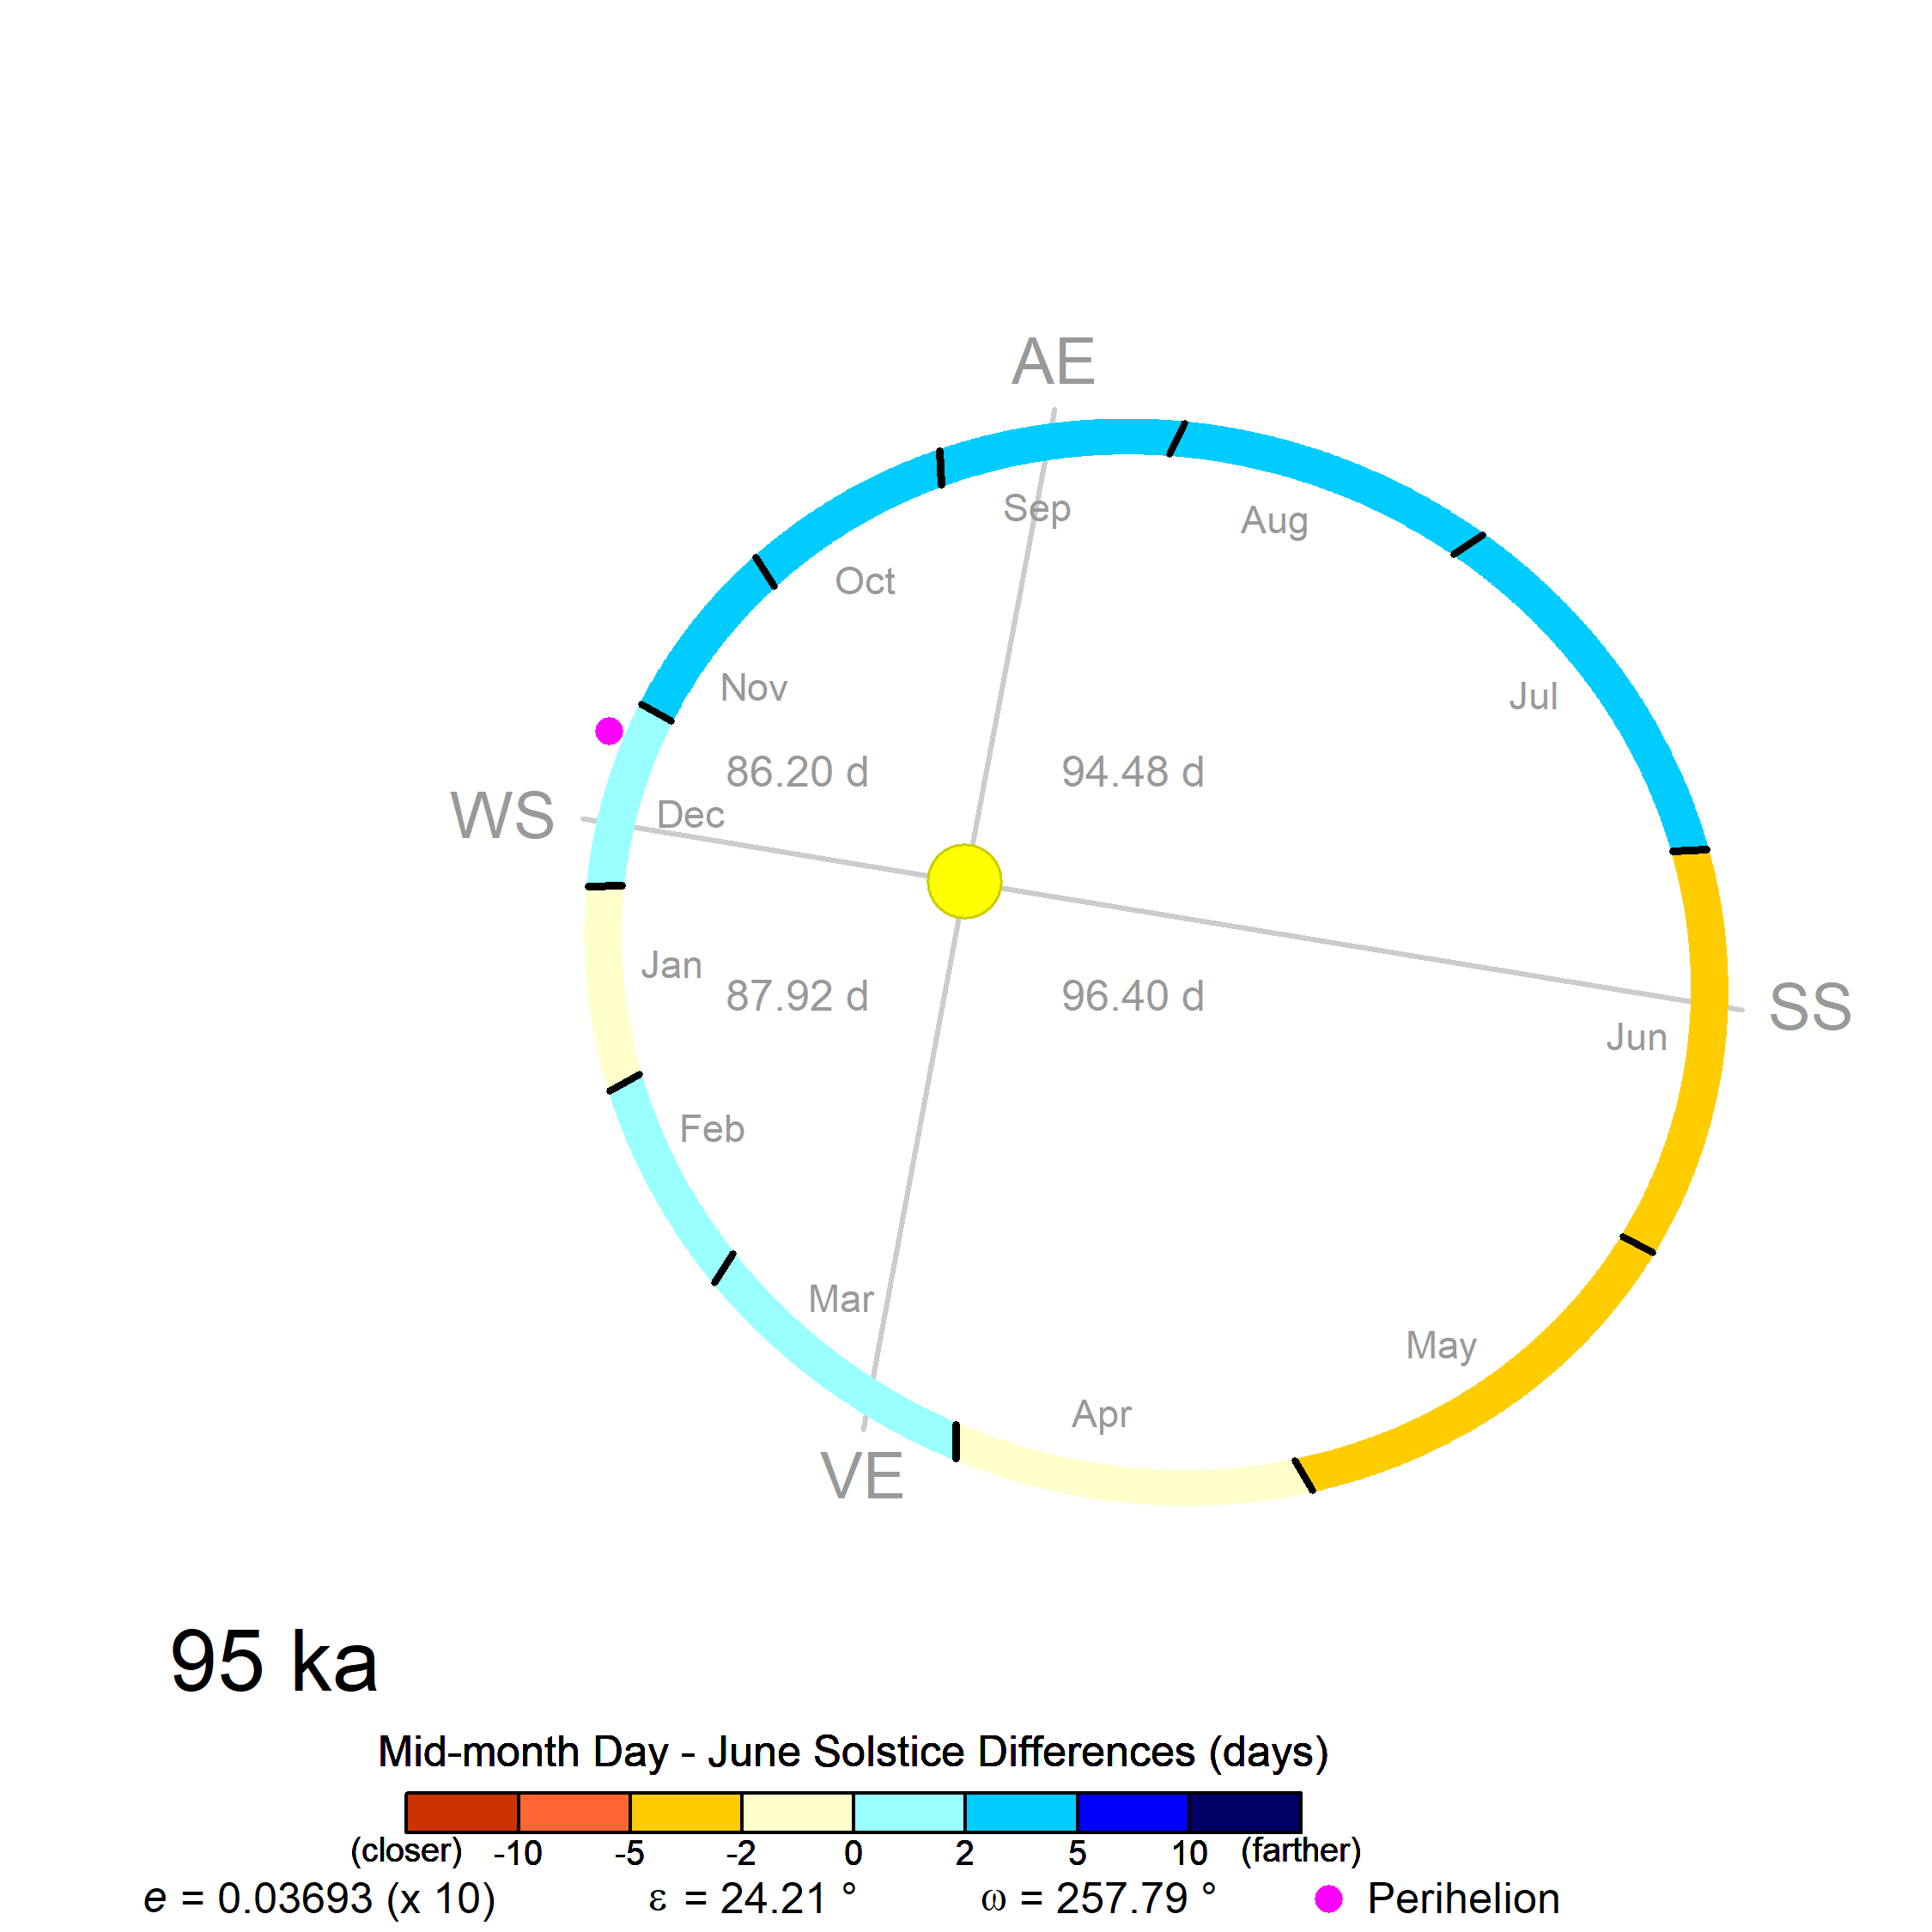 AE
Sep
Aug
Oct
Nov
Jul
86.20 d
94.48 d
WS
Dec
Jan
87.92 d
96.40 d
SS
Jun
Feb
Mar
May
Apr
VE
95 ka
Mid-month Day - June Solstice Differences (days)
(closer) -10 -5 -2 0 2 5 10 (farther)
e = 0.03693 (x 10) ε = 24.21 ° ω = 257.79 ° Perihelion